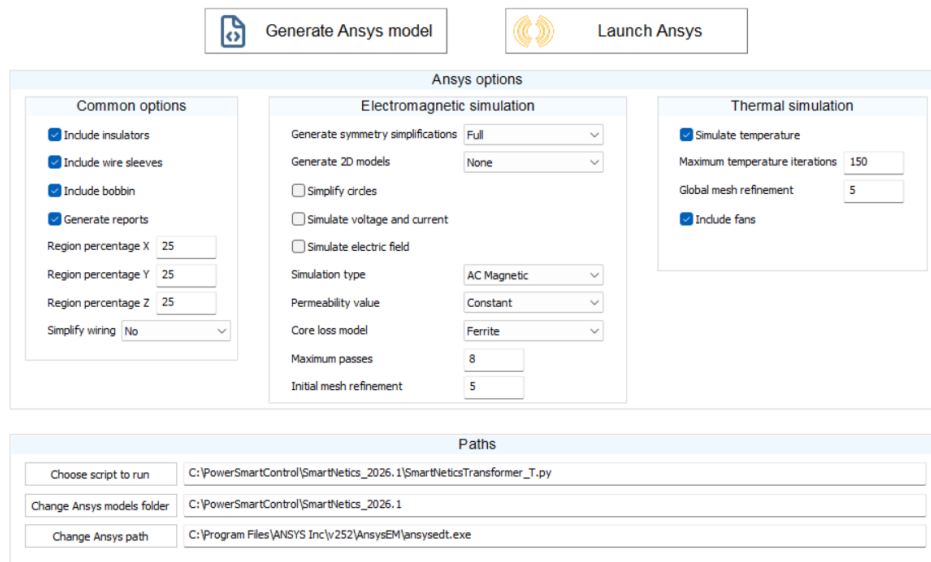 Generate Ansys model
Launch Ansys
Ansys options
Common options
Include insulators
Include wire sleeves
Include bobbin
Generate reports
Region percentage X 25
Region percentage Y 25
Region percentage Z 25
Simplify wiring No
Electromagnetic simulation
Generate symmetry simplifications Full
Generate 2D models None
Simplify circles
Simulate voltage and current
Simulate electric field
Simulation type AC Magnetic
Permeability value Constant
Core loss model Ferrite
Maximum passes 8
Initial mesh refinement 5
Thermal simulation
Simulate temperature
Maximum temperature iterations 150
Global mesh refinement 5
Include fans
Paths
Choose script to run C:\PowerSmartControl\SmartNetics_2026.1\SmartNeticsTransformer_T.py
Change Ansys models folder C:\PowerSmartControl\SmartNetics_2026.1
Change Ansys path C:\Program Files\ANSYS Inc\v252\AnsysEM\ansysedt.exe